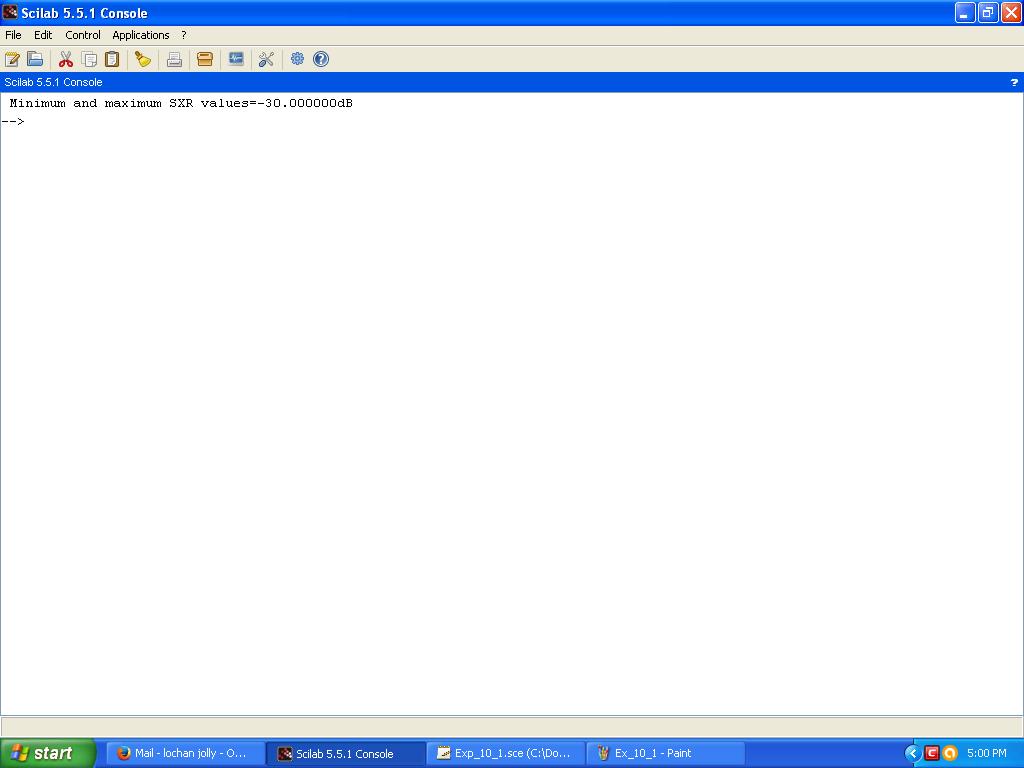 Scilab 5.5.1 Console
File Edit Control Applications ?
Scilab 5.5.1 Console ?
Minimum and maximum SXR values=-30.000000dB
-->
start Mail - lochan jolly - O... Scilab 5.5.1 Console Exp_10_1.sce (C:\Do... Ex_10_1 - Paint 5:00 PM